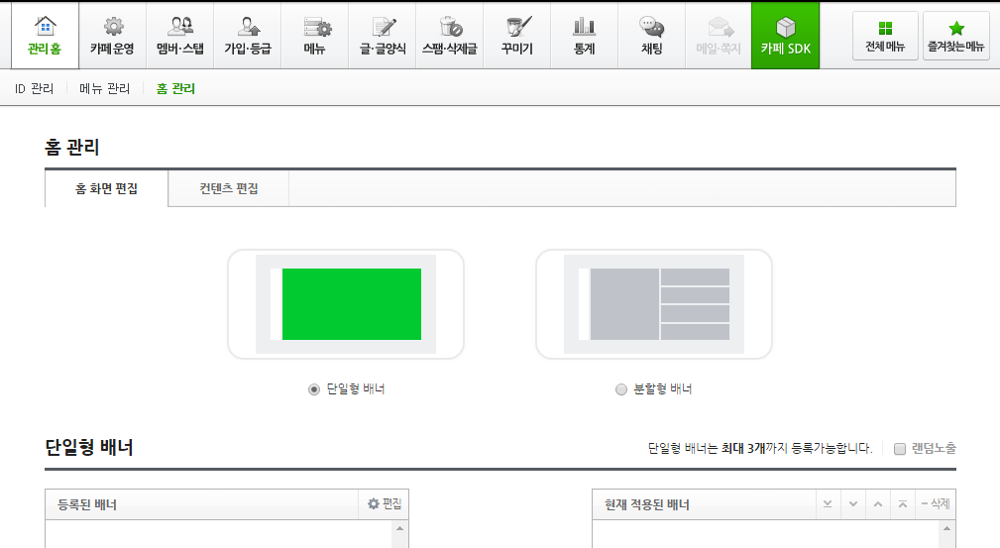 관리 홈 카페 운영 멤버·스탭 가입·등급 메뉴 글·글양식 스팸·삭제글 꾸미기 통계 채팅 메일·쪽지 카페 SDK 전체 메뉴 즐겨찾는 메뉴
ID 관리 메뉴 관리 홈 관리
홈 관리
홈 화면 편집 컨텐츠 편집
단일형 배너 분할형 배너
단일형 배너 단일형 배너는 최대 3개까지 등록가능합니다. 랜덤노출
등록된 배너 편집 현재 적용된 배너 삭제